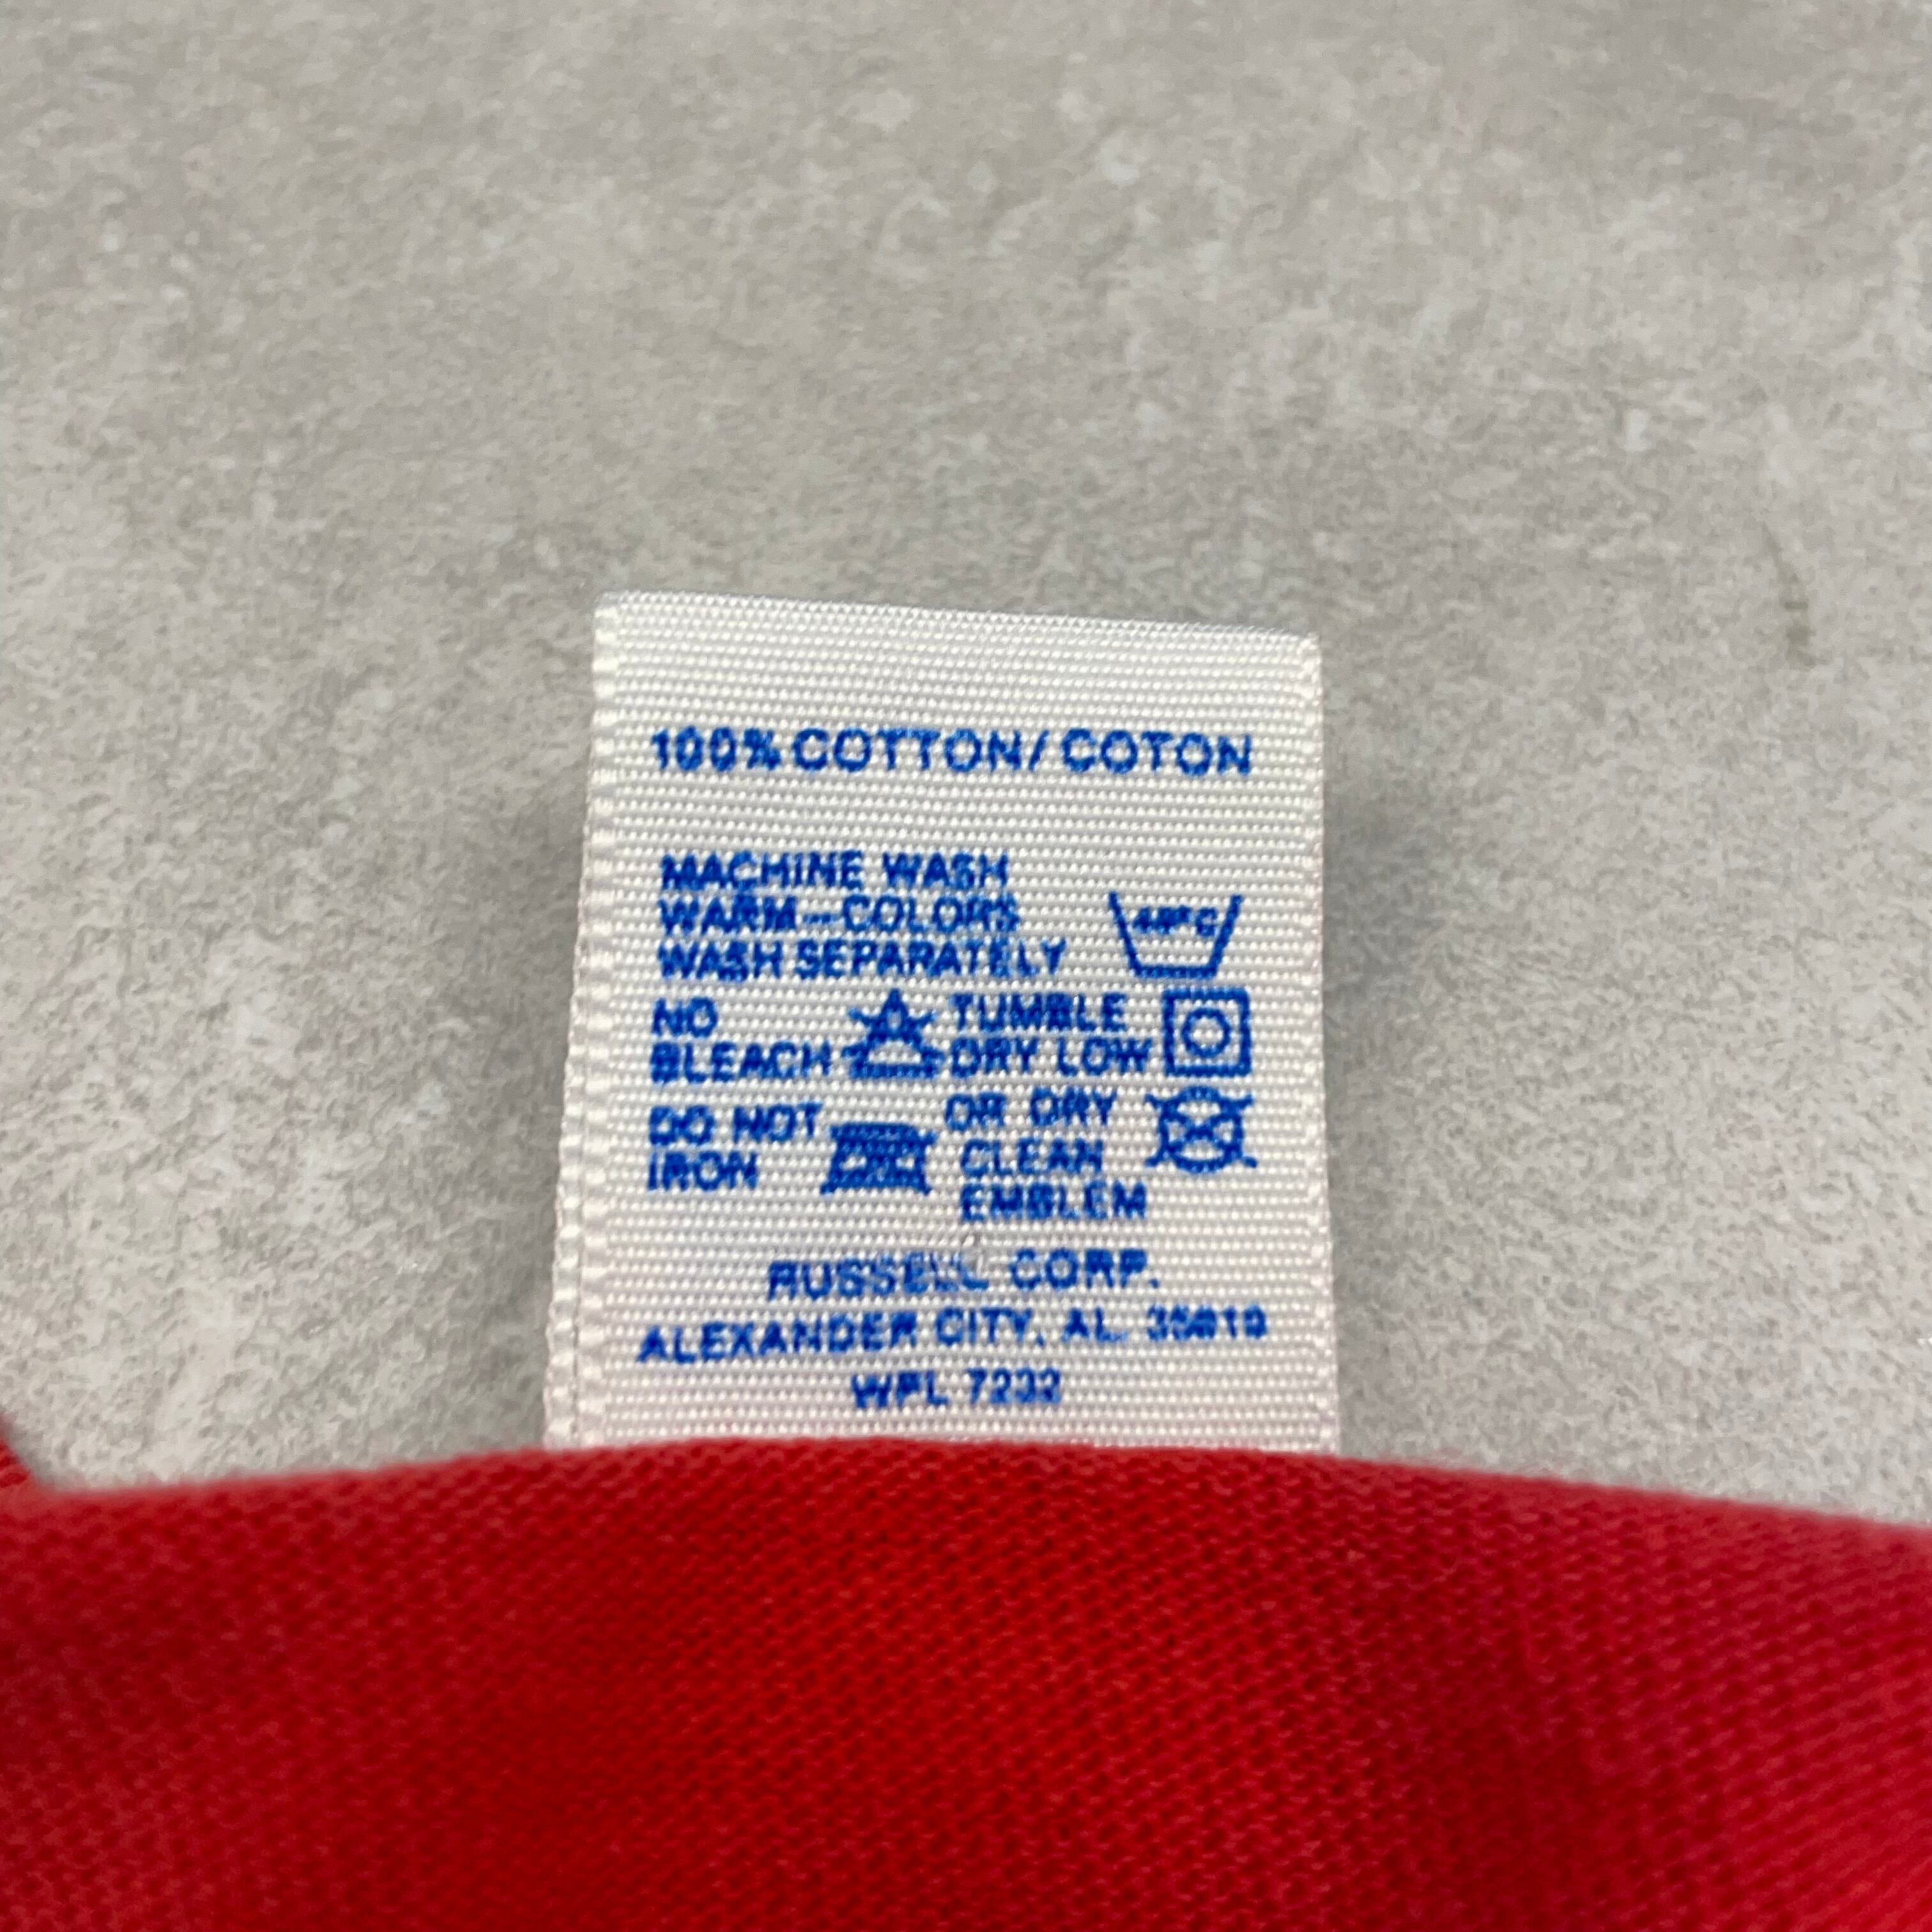 100% COTTON/COTON
MACHINE WASH
WARM-COLORS
WASH SEPARATELY
40°C
NO
BLEACH
TUMBLE
DRY LOW
DO NOT
IRON
OR DRY
CLEAN
EMBLEM
RUSSELL CORP.
ALEXANDER CITY, AL. 35010
WPL 7232